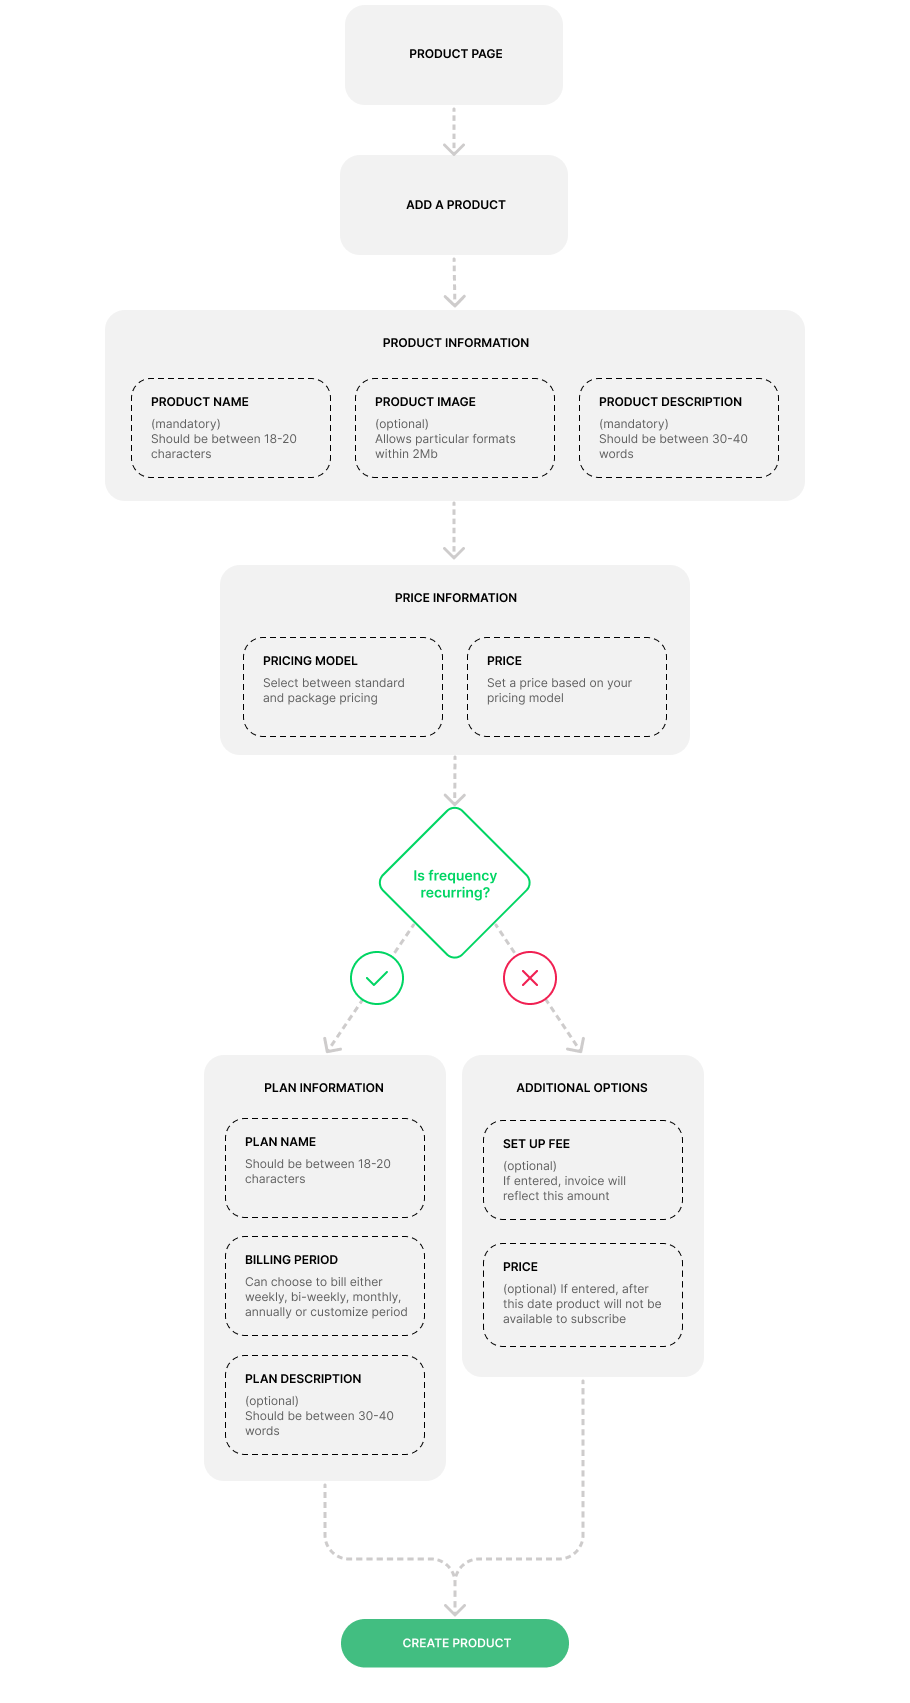 PRODUCT PAGE
ADD A PRODUCT
PRODUCT INFORMATION
PRODUCT NAME
(mandatory)
Should be between 18-20
characters
PRODUCT IMAGE
(optional)
Allows particular formats
within 2Mb
PRODUCT DESCRIPTION
(mandatory)
Should be between 30-40
words
PRICE INFORMATION
PRICING MODEL
Select between standard
and package pricing
PRICE
Set a price based on your
pricing model
Is frequency
recurring?
PLAN INFORMATION
PLAN NAME
Should be between 18-20
characters
BILLING PERIOD
Can choose to bill either
weekly, bi-weekly, monthly,
annually or customize period
PLAN DESCRIPTION
(optional)
Should be between 30-40
words
ADDITIONAL OPTIONS
SET UP FEE
(optional)
If entered, invoice will
reflect this amount
PRICE
(optional) If entered, after
this date product will not be
available to subscribe
CREATE PRODUCT